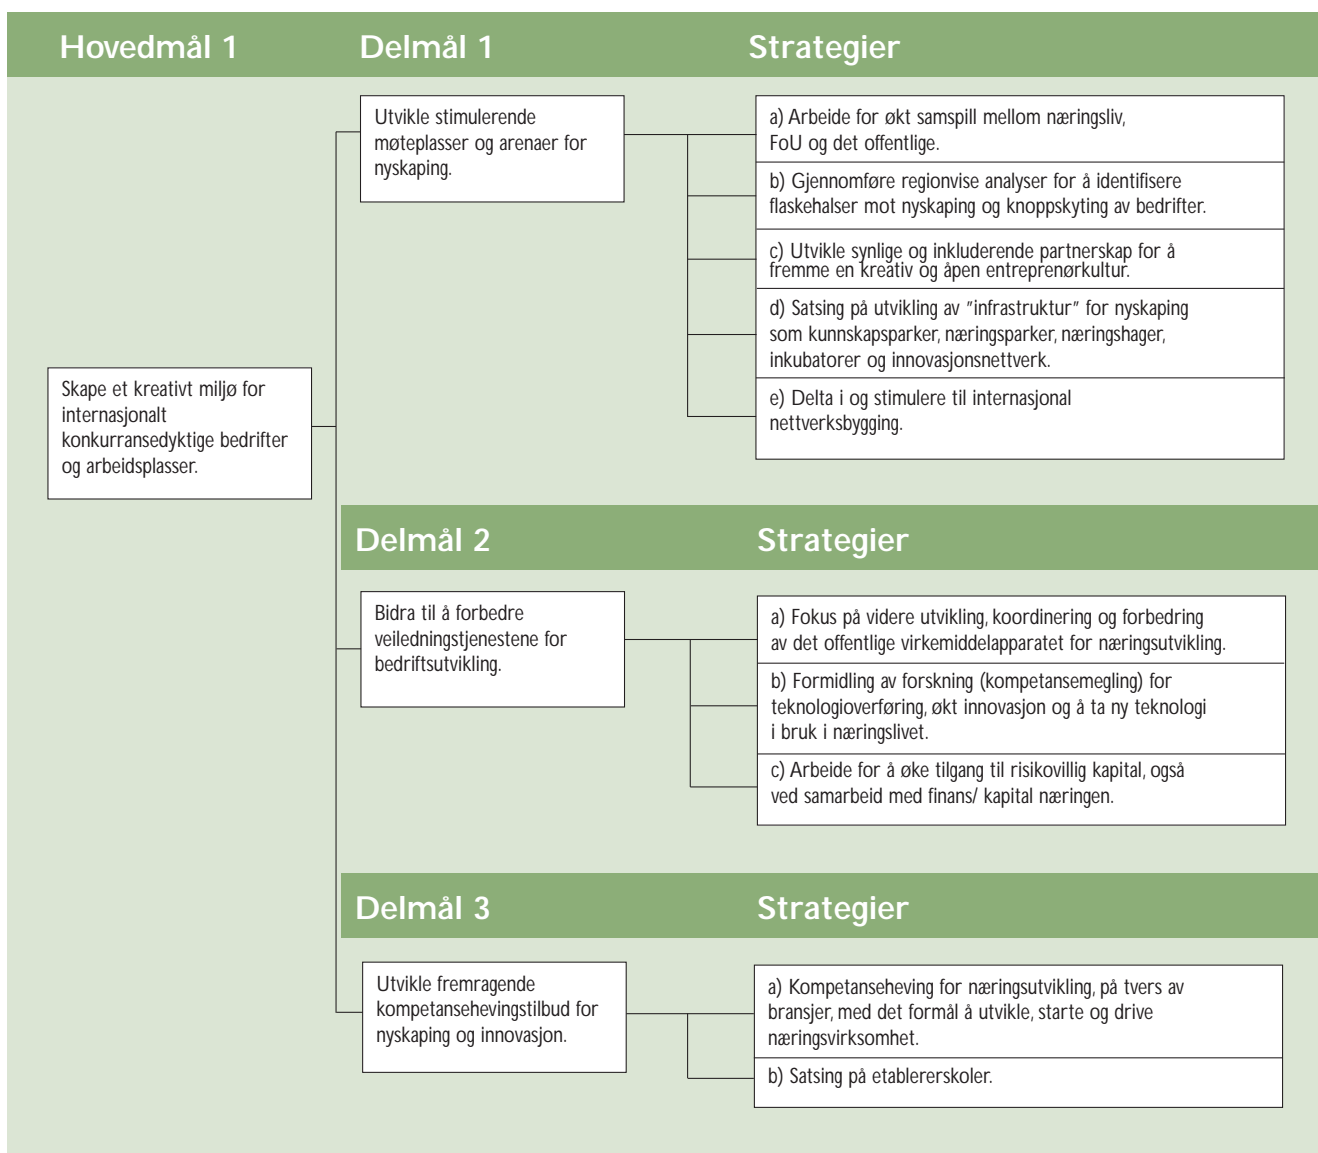 Hovedmål 1
Delmål 1
Strategier
Skape et kreativt miljø for
internasjonalt
konkurransedyktige bedrifter
og arbeidsplasser.
Utvikle stimulerende
møteplasser og arenaer for
nyskaping.
a) Arbeide for økt samspill mellom næringsliv,
FoU og det offentlige.
b) Gjennomføre regionvise analyser for å identifisere
flaskehalser mot nyskaping og knoppskyting av bedrifter.
c) Utvikle synlige og inkluderende partnerskap for å
fremme en kreativ og åpen entreprenørkultur.
d) Satsing på utvikling av "infrastruktur" for nyskaping
som kunnskapsparker, næringsparker, næringshager,
inkubatorer og innovasjonsnettverk.
e) Delta i og stimulere til internasjonal
nettverksbygging.
Delmål 2
Strategier
Bidra til å forbedre
veiledningstjenestene for
bedriftsutvikling.
a) Fokus på videre utvikling, koordinering og forbedring
av det offentlige virkemiddelapparatet for næringsutvikling.
b) Formidling av forskning (kompetansemegling) for
teknologioverføring, økt innovasjon og å ta ny teknologi
i bruk i næringslivet.
c) Arbeide for å øke tilgang til risikovillig kapital, også
ved samarbeid med finans/ kapital næringen.
Delmål 3
Strategier
Utvikle fremragende
kompetansehevingstilbud for
nyskaping og innovasjon.
a) Kompetanseheving for næringsutvikling, på tvers av
bransjer, med det formål å utvikle, starte og drive
næringsvirksomhet.
b) Satsing på etablererskoler.